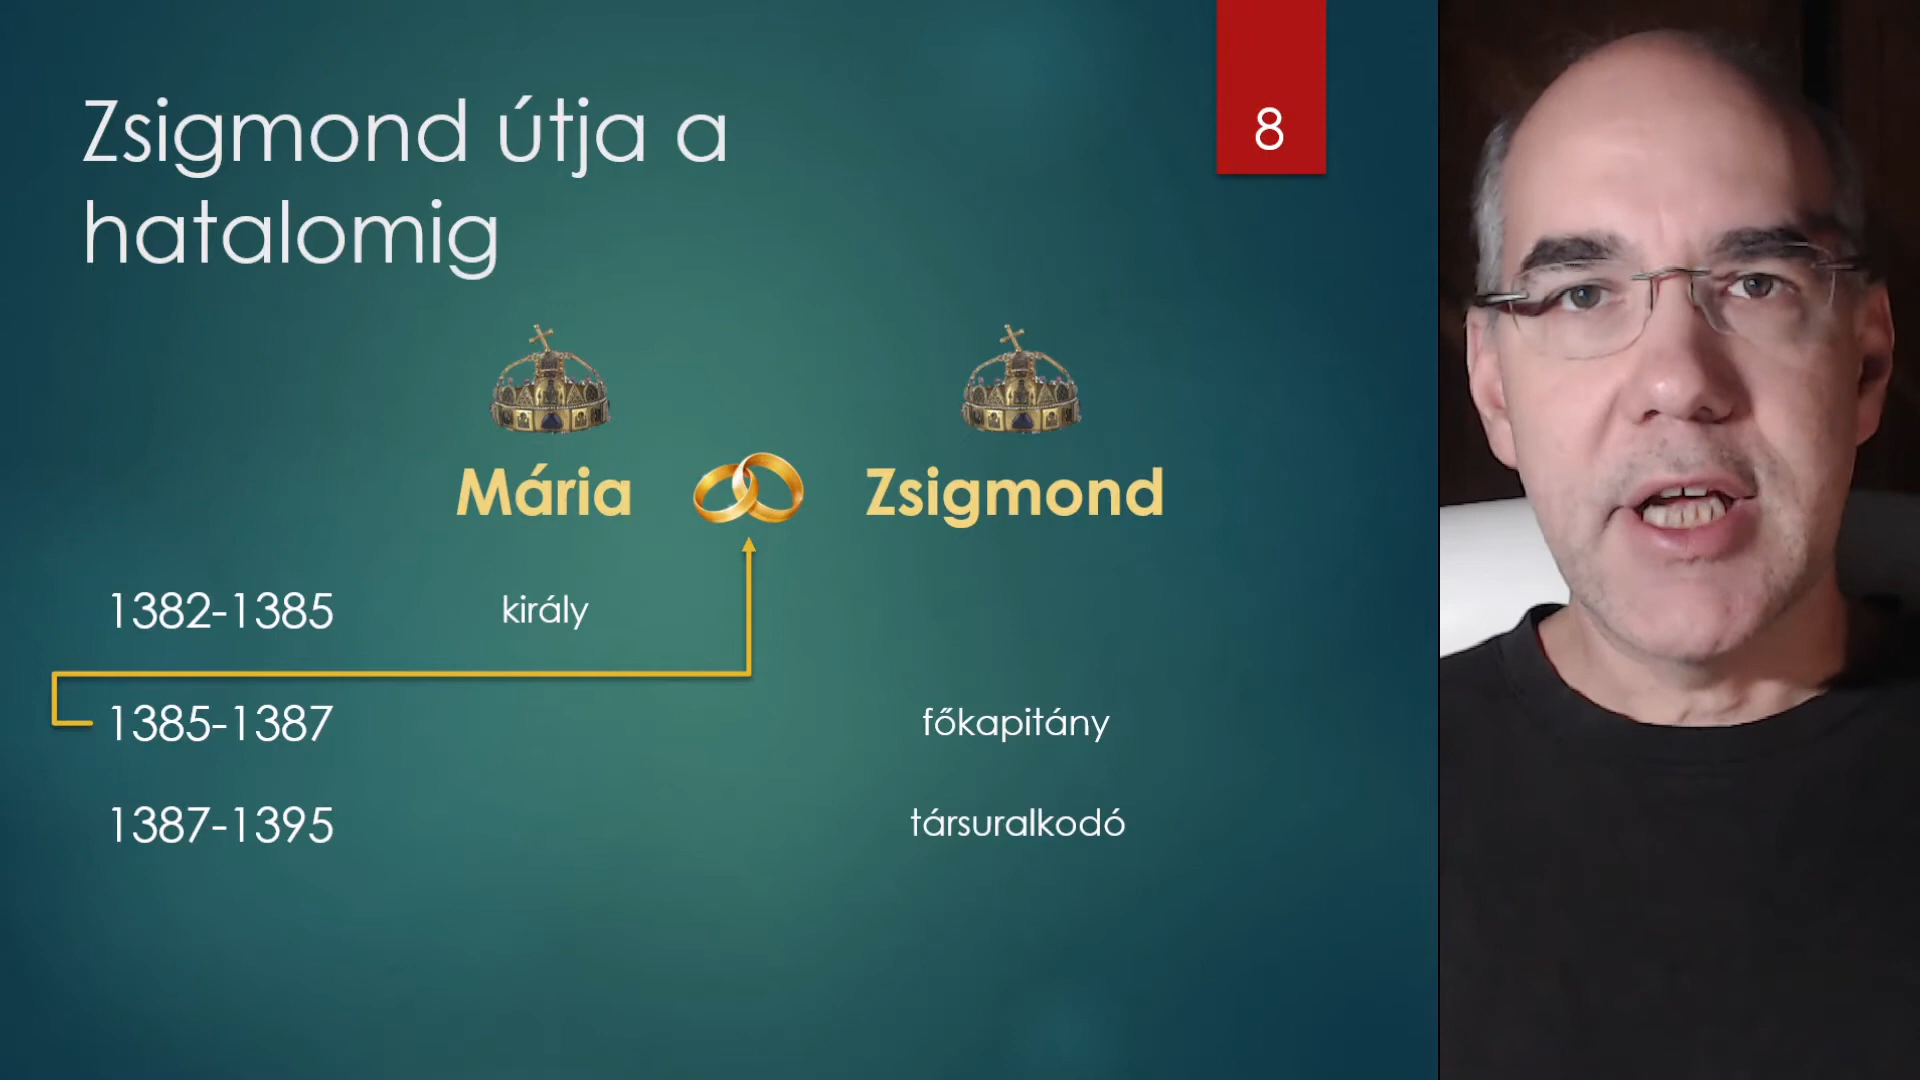 Zsigmond útja a
hatalomig
8
Mária
Zsigmond
1382-1385
király
1385-1387
főkapitány
1387-1395
társuralkodó